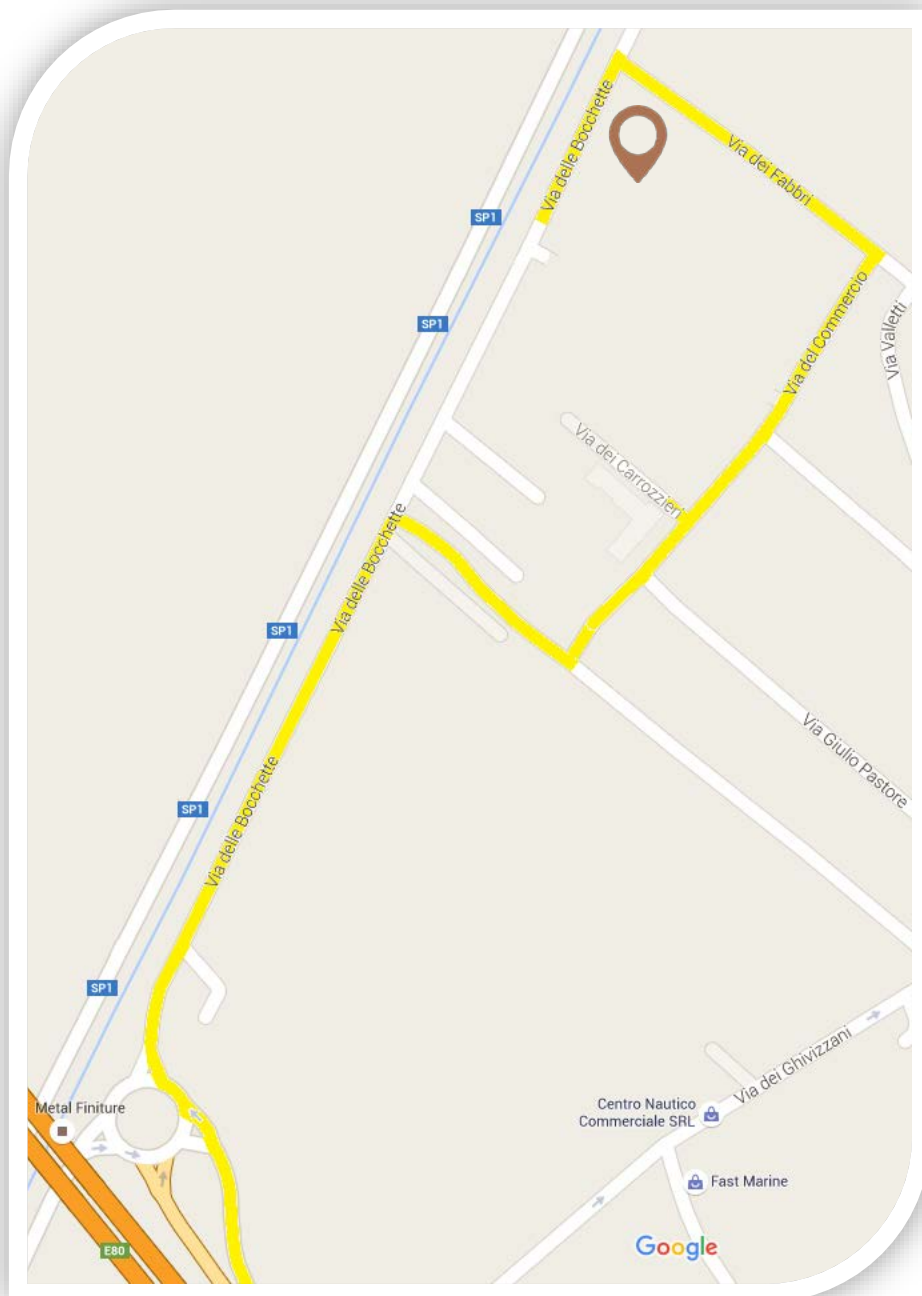 Via delle Bocchette
Via dei Fabbri
SP1
Via del Commercio
Via Valletti
SP1
Via dei Carrozzieri
Via delle Bocchette
SP1
Via Giulio Pastore
Via delle Bocchette
SP1
SP1
Via dei Ghivizzani
Metal Finiture
Centro Nautico
Commerciale SRL
Fast Marine
E80
Google